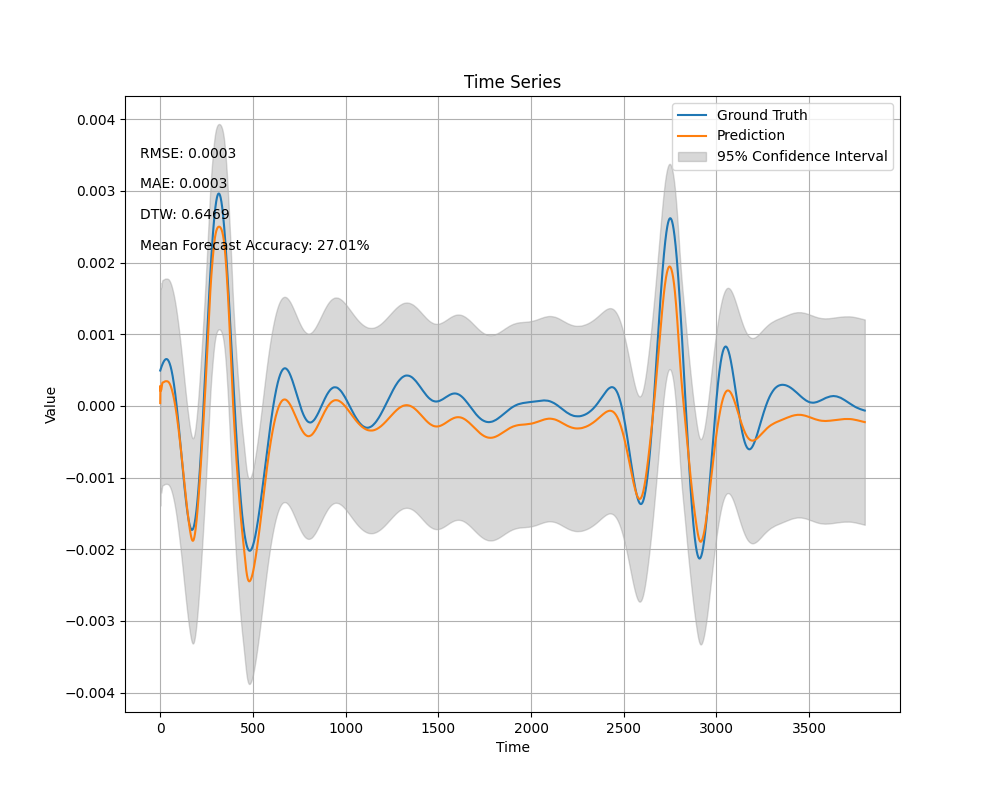 Time Series
Ground Truth
Prediction
95% Confidence Interval
RMSE: 0.0003
MAE: 0.0003
DTW: 0.6469
Mean Forecast Accuracy: 27.01%
Value
0.004
0.003
0.002
0.001
0.000
−0.001
−0.002
−0.003
−0.004
0 500 1000 1500 2000 2500 3000 3500
Time